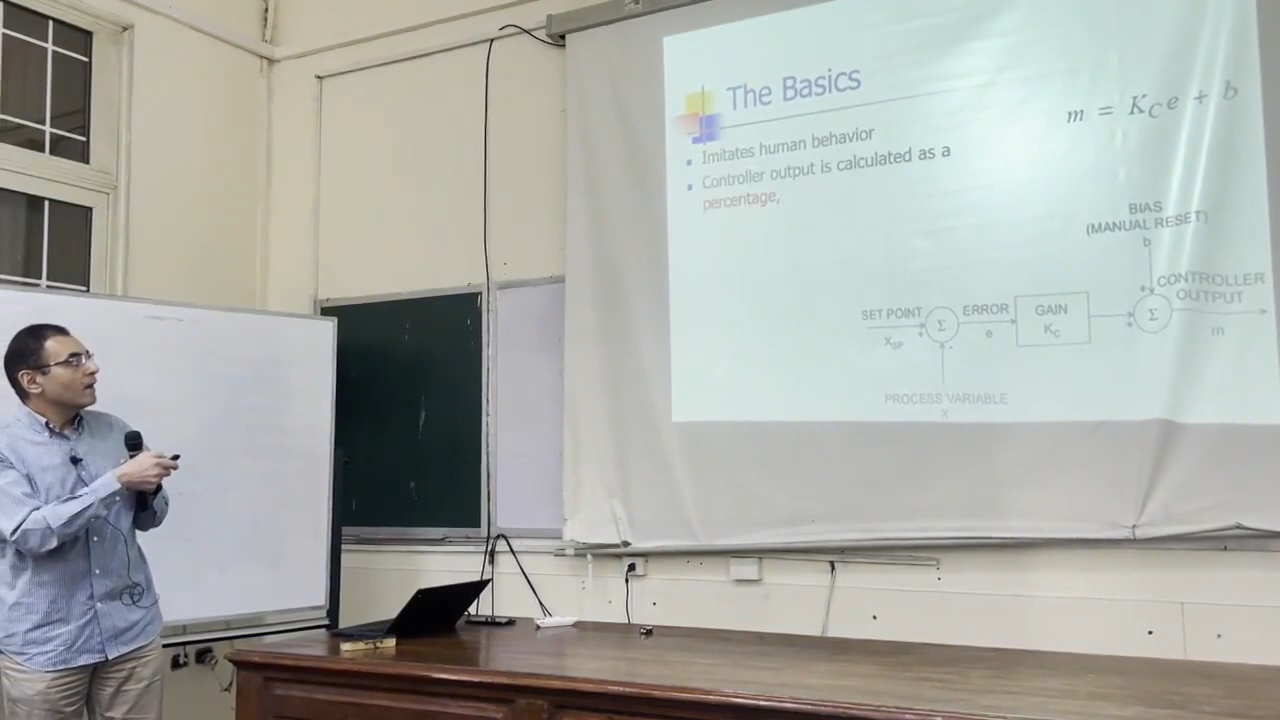 The Basics
m = K_C e + b
Imitates human behavior
Controller output is calculated as a
percentage,
BIAS
(MANUAL RESET)
b
CONTROLLER
OUTPUT
m
SET POINT
X_SP
+
Σ
-
ERROR
e
GAIN
K_C
+
+
Σ
PROCESS VARIABLE
X